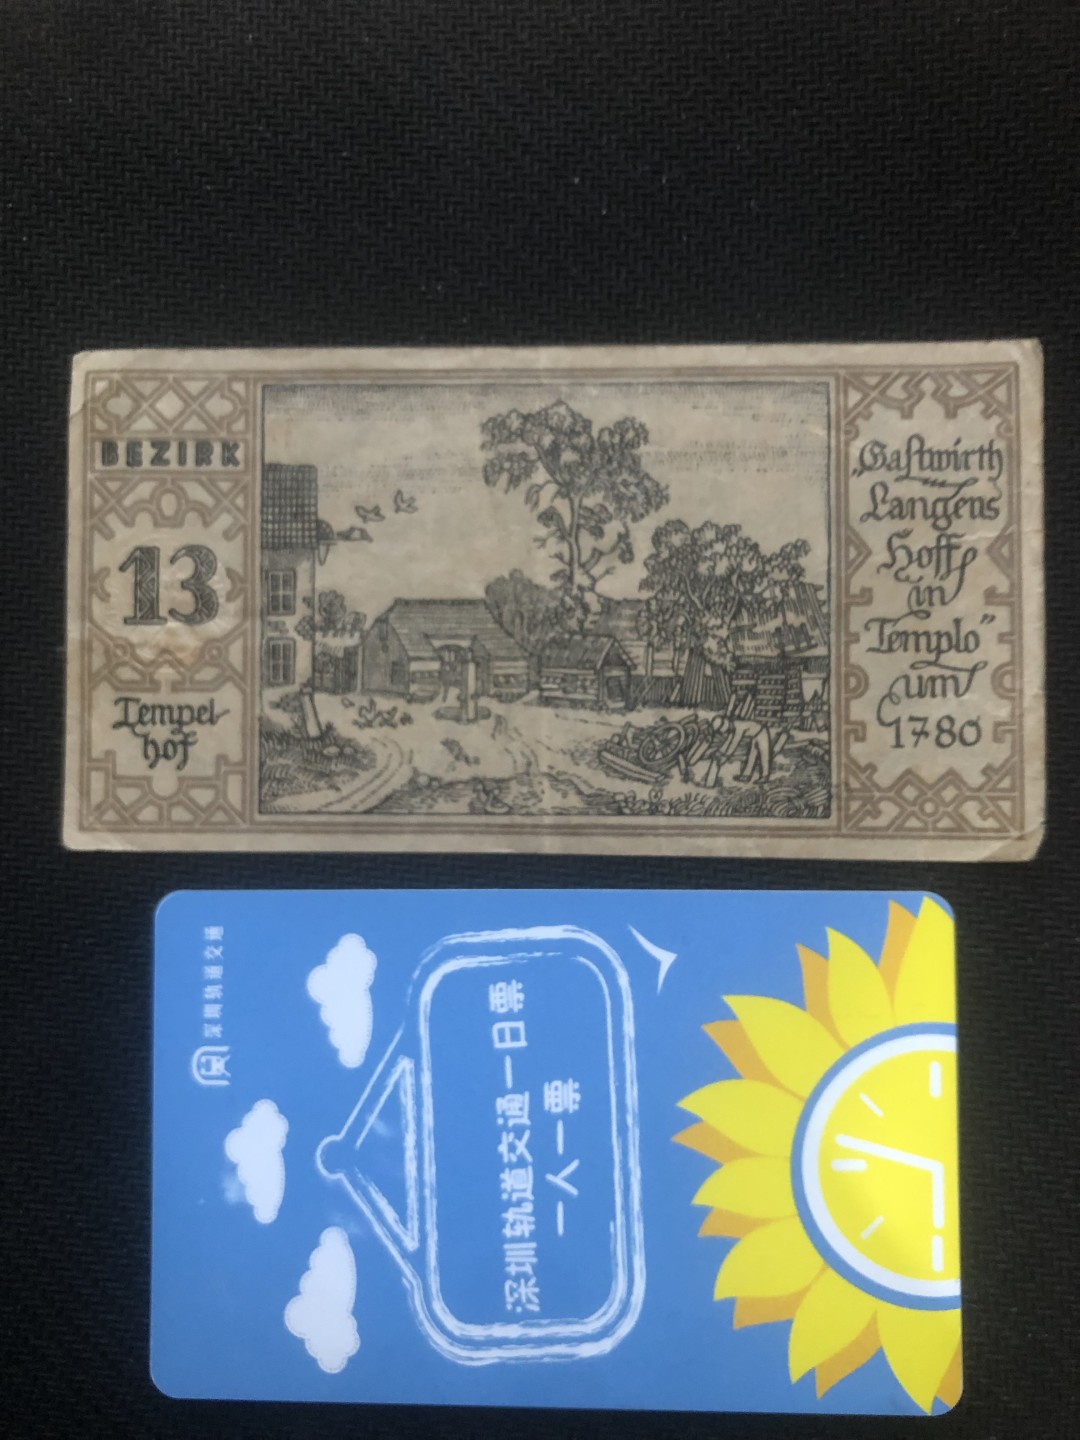 BEZIRK
13
Tempel-
hof
„Gastwirth
Langens
Hoff
in
Templo”
um
1780
深圳轨道交通
深圳轨道交通一日票
一人一票